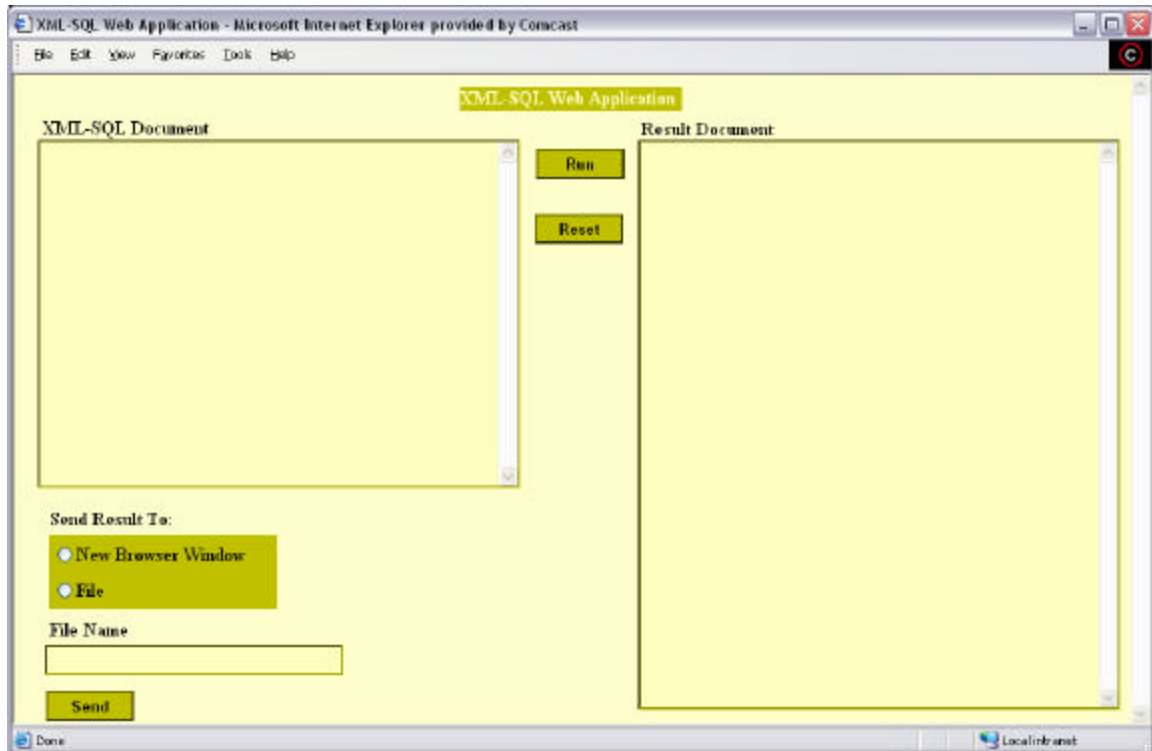 XML-SQL Web Application - Microsoft Internet Explorer provided by Comcast
File Edit View Favorites Tools Help
C
XML-SQL Web Application
XML-SQL Document
Result Document
Run
Reset
Send Result To:
New Browser Window
File
File Name
Send
Done
Local intranet